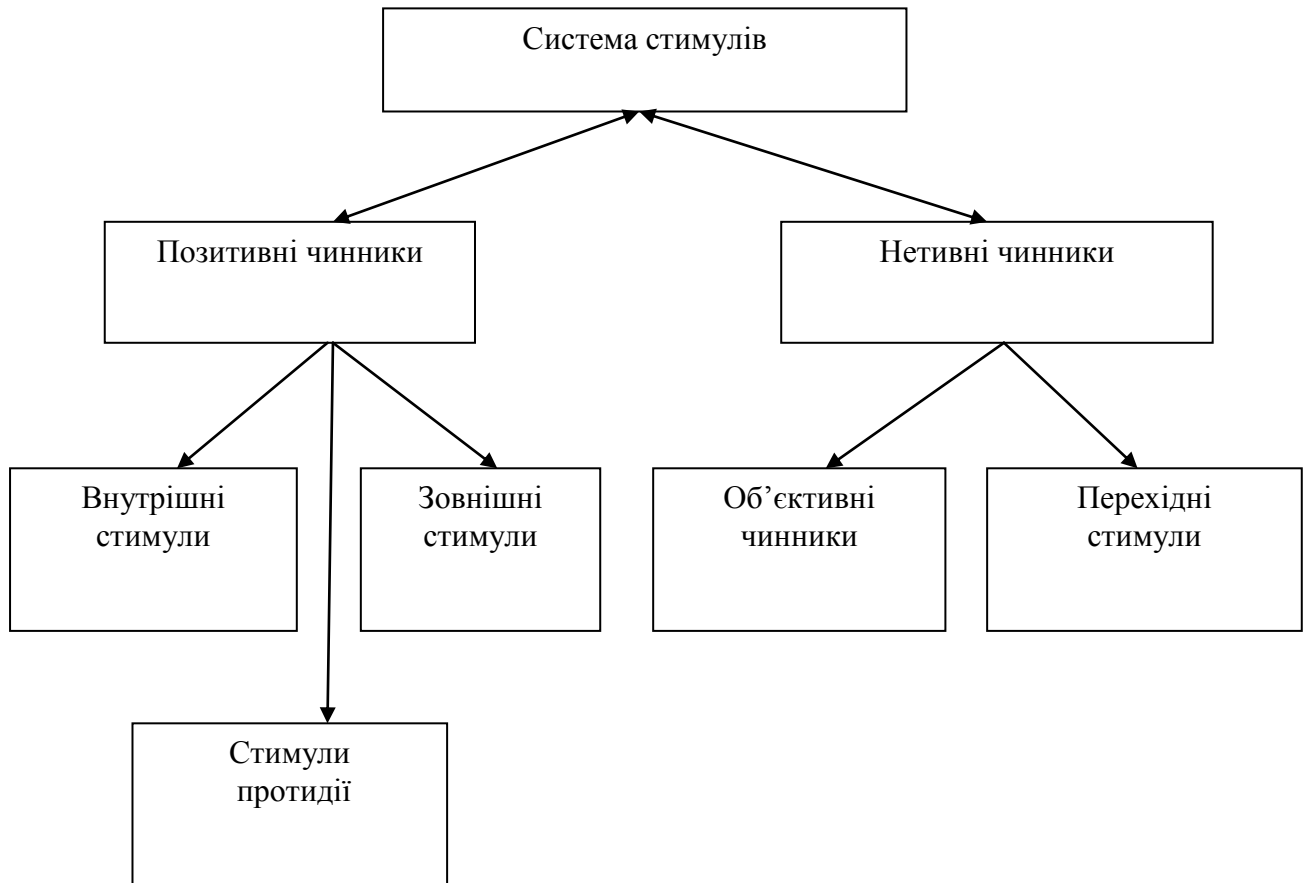 Система стимулів
Позитивні чинники
Нетивні чинники
Внутрішні
стимули
Зовнішні
стимули
Об’єктивні
чинники
Перехідні
стимули
Стимули
протидії